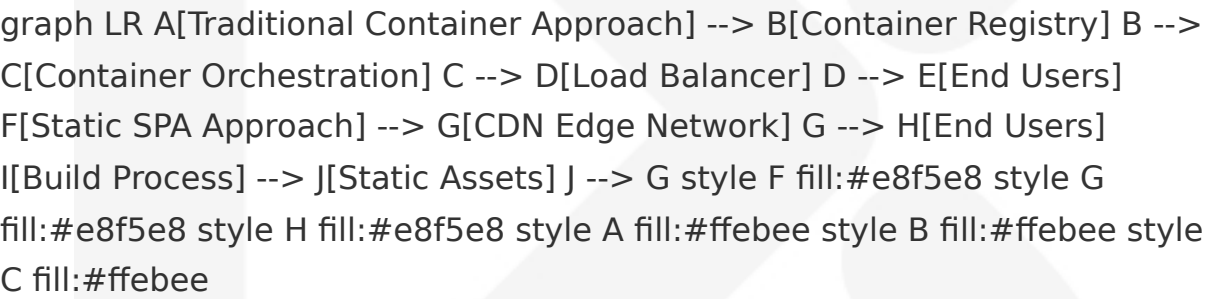 graph LR A[Traditional Container Approach] --> B[Container Registry] B -->
C[Container Orchestration] C --> D[Load Balancer] D --> E[End Users]
F[Static SPA Approach] --> G[CDN Edge Network] G --> H[End Users]
I[Build Process] --> J[Static Assets] J --> G style F fill:#e8f5e8 style G
fill:#e8f5e8 style H fill:#e8f5e8 style A fill:#ffebee style B fill:#ffebee style
C fill:#ffebee